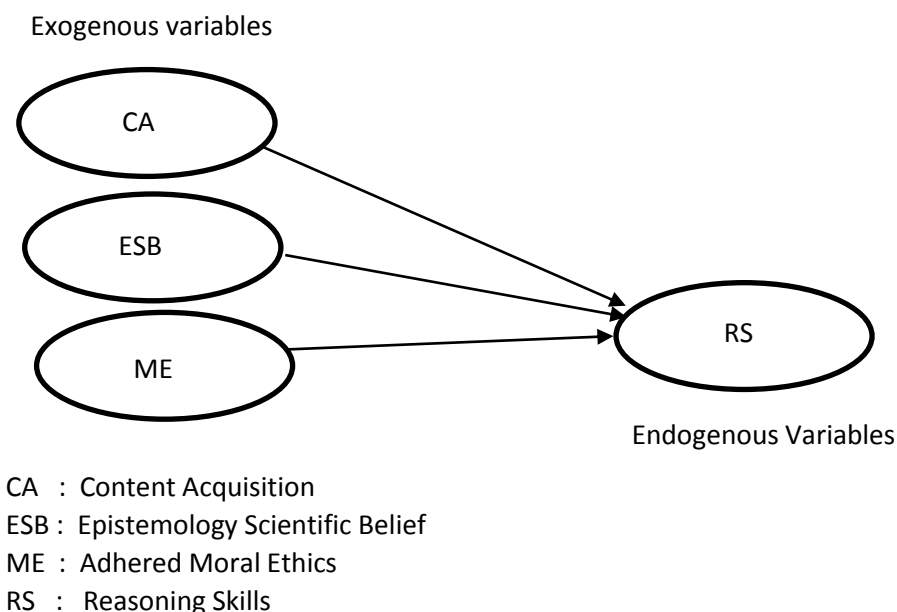 Exogenous variables
CA
ESB
ME
RS
Endogenous Variables
CA : Content Acquisition
ESB : Epistemology Scientific Belief
ME : Adhered Moral Ethics
RS : Reasoning Skills